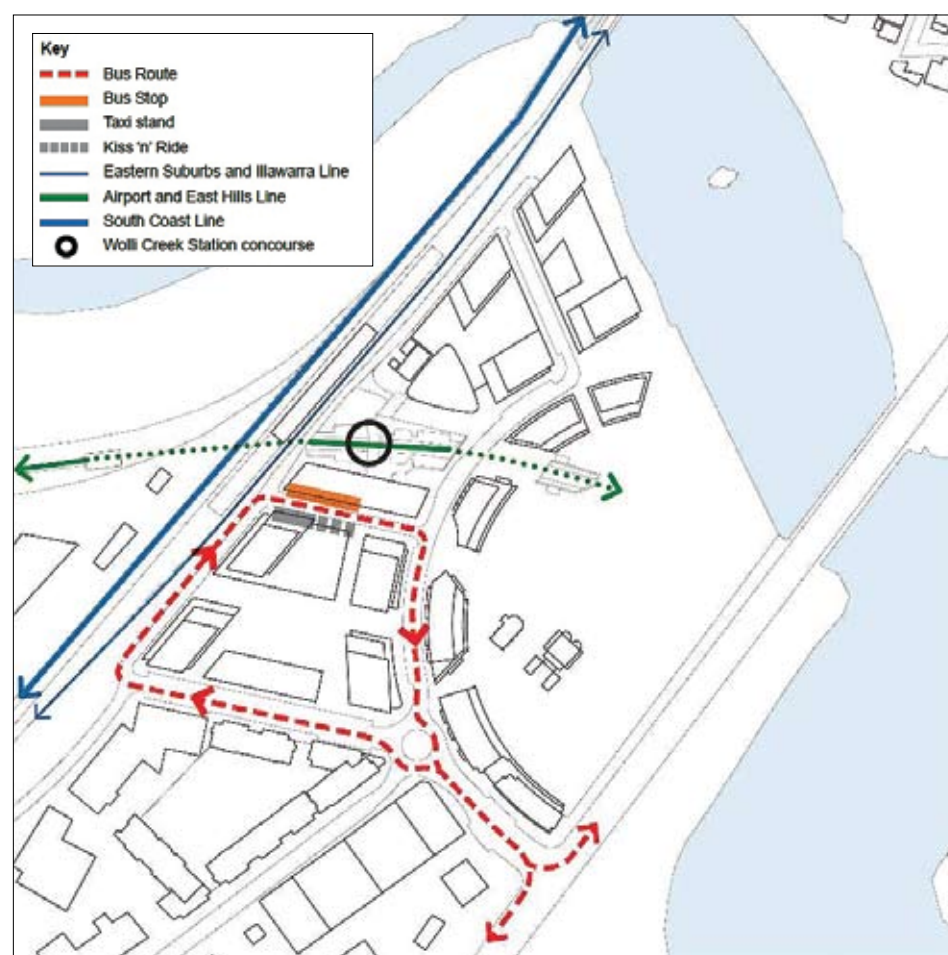 Key
Bus Route
Bus Stop
Taxi stand
Kiss 'n' Ride
Eastern Suburbs and Illawarra Line
Airport and East Hills Line
South Coast Line
Wolli Creek Station concourse